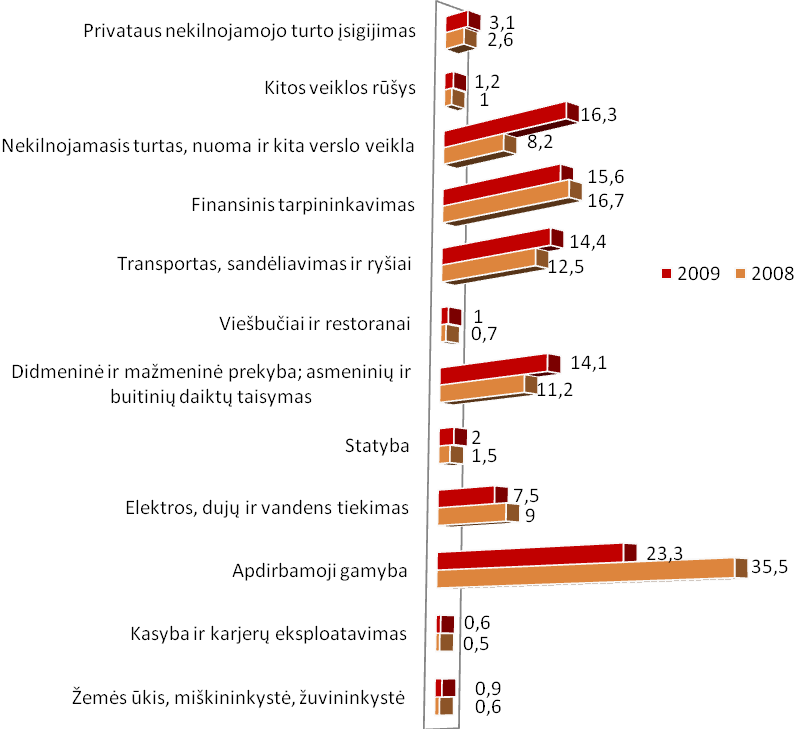 Privataus nekilnojamojo turto įsigijimas
3,1
2,6
Kitos veiklos rūšys
1,2
1
Nekilnojamasis turtas, nuoma ir kita verslo veikla
16,3
8,2
Finansinis tarpininkavimas
15,6
16,7
Transportas, sandėliavimas ir ryšiai
14,4
12,5
2009
2008
Viešbučiai ir restoranai
1
0,7
Didmeninė ir mažmeninė prekyba; asmeninių ir
buitinių daiktų taisymas
14,1
11,2
Statyba
2
1,5
Elektros, dujų ir vandens tiekimas
7,5
9
Apdirbamoji gamyba
23,3
35,5
Kasyba ir karjerų eksploatavimas
0,6
0,5
Žemės ūkis, miškininkystė, žuvininkystė
0,9
0,6